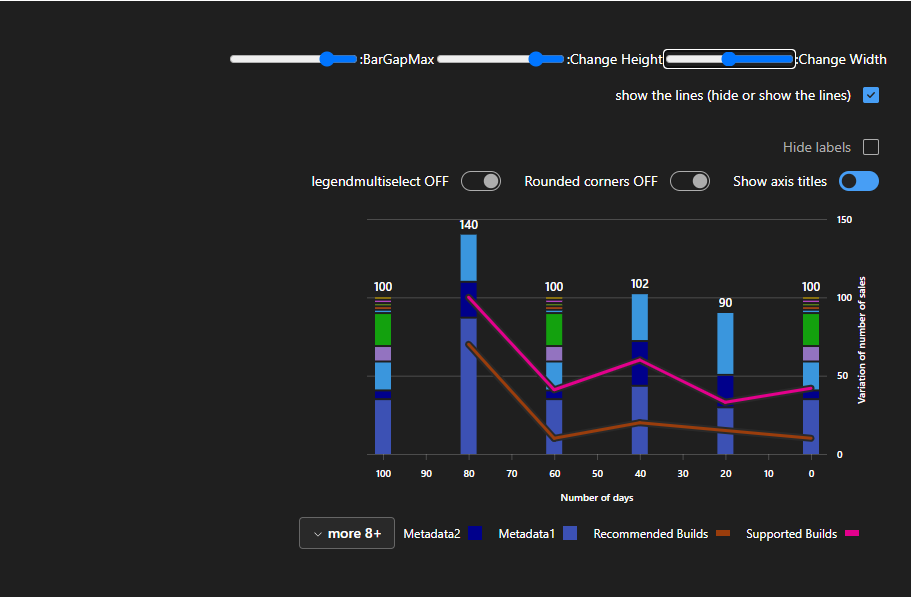 :BarGapMax :Change Height :Change Width
show the lines (hide or show the lines)
Hide labels
legendmultiselect OFF Rounded corners OFF Show axis titles
150
140
100 100 102 90 100 100
50
0
Variation of number of sales
100 90 80 70 60 50 40 30 20 10 0
Number of days
more 8+ Metadata2 Metadata1 Recommended Builds Supported Builds